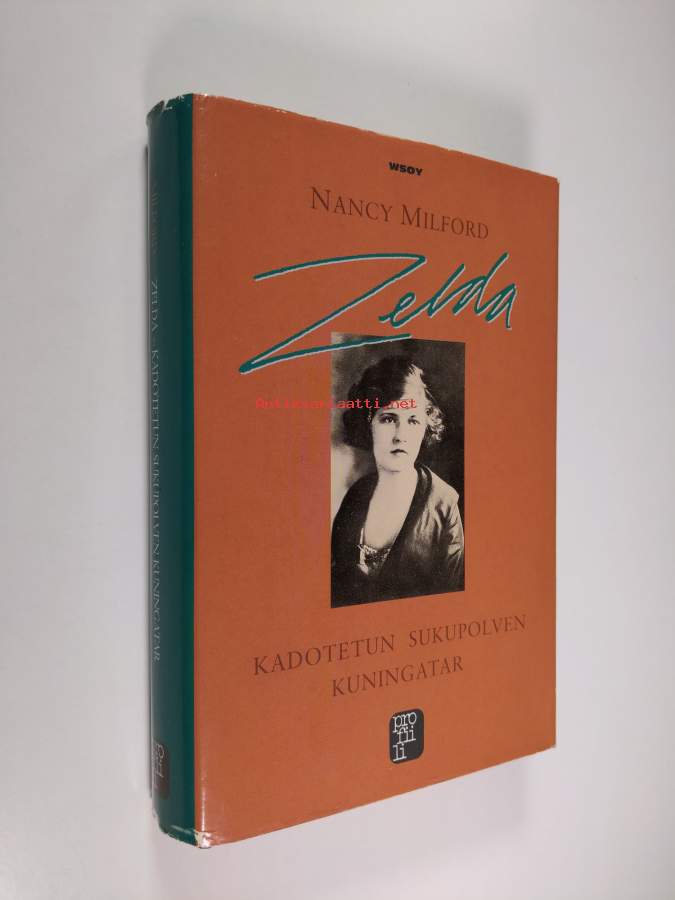 WSOY
NANCY MILFORD
Zelda
Antikvariaatti.net
KADOTETUN SUKUPOLVEN
KUNINGATAR
pro
fii
li
ZELDA KADOTETUN SUKUPOLVEN KUNINGATAR